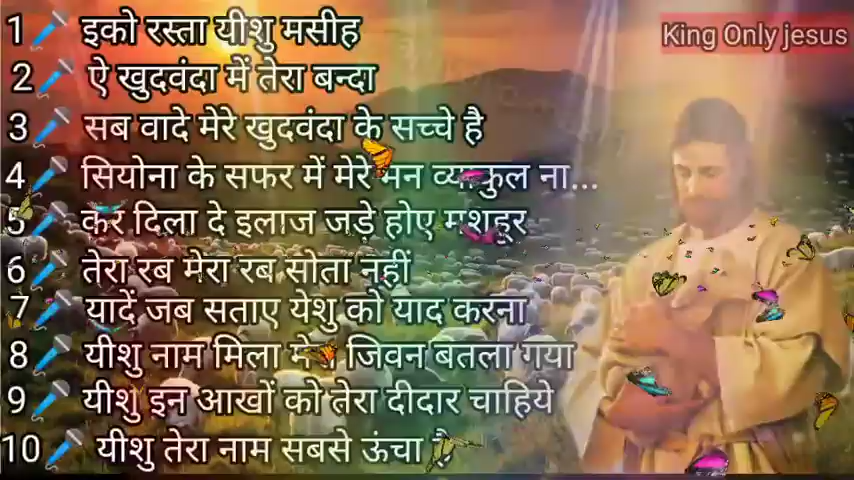 1 इको रस्ता यीशु मसीह
King Only jesus
2 ऐ खुदवंदा में तेरा बन्दा
3 सब वादे मेरे खुदवंदा के सच्चे है
4 सियोना के सफर में मेरे मन व्याकुल ना...
5 कर दिला दे इलाज जड़े होए मशहूर
6 तेरा रब मेरा रब सोता नहीं
7 यादें जब सताए येशु को याद करना
8 यीशु नाम मिला जिवन बतला गया
9 यीशु इन आखों को तेरा दीदार चाहिये
10 यीशु तेरा नाम सबसे ऊंचा है